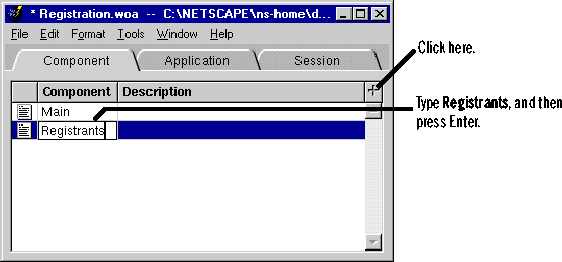 * Registration.woa -- C:\NETSCAPE\ns-home\d...
File Edit Format Tools Window Help
Click here.
Component Application Session
Component Description
Main
Type Registrants, and then
press Enter.
Registrants